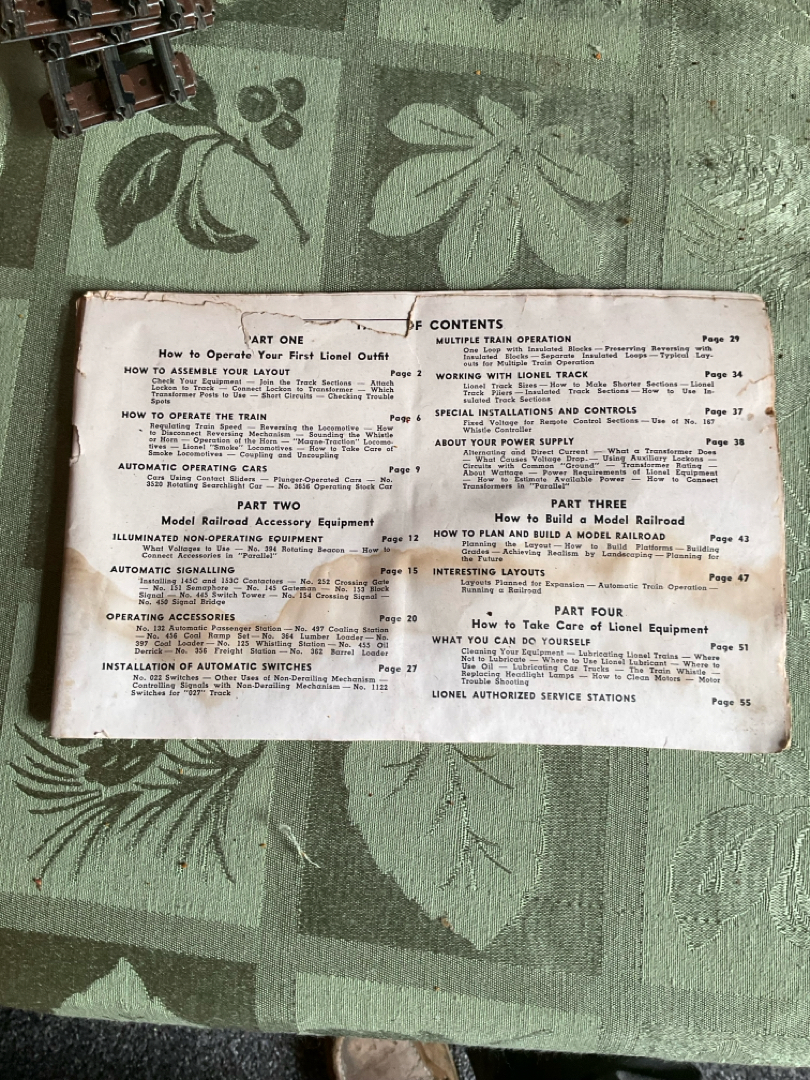 OF CONTENTS
PART ONE
How to Operate Your First Lionel Outfit
HOW TO ASSEMBLE YOUR LAYOUT Page 2
Check Your Equipment — Join the Track Sections — Attach
Lockon to Track — Connect Lockon to Transformer — Which
Transformer Posts to Use — Short Circuits — Checking Trouble
Spots
HOW TO OPERATE THE TRAIN Page 6
Regulating Train Speed — Reversing the Locomotive — How
to Disconnect Reversing Mechanism — Sounding the Whistle
or Horn — Operation of the Horn — "Magne-Traction" Locomo-
tives — Lionel "Smoke" Locomotives — How to Take Care of
Smoke Locomotives — Coupling and Uncoupling
AUTOMATIC OPERATING CARS Page 9
Cars Using Contact Sliders — Plunger-Operated Cars — No.
3520 Rotating Searchlight Car — No. 3656 Operating Stock Car
PART TWO
Model Railroad Accessory Equipment
ILLUMINATED NON-OPERATING EQUIPMENT Page 12
What Voltages to Use — No. 394 Rotating Beacon — How to
Connect Accessories in "Parallel"
AUTOMATIC SIGNALLING Page 15
Installing 145C and 153C Contactors — No. 252 Crossing Gate
— No. 151 Semaphore — No. 145 Gateman — No. 153 Block
Signal — No. 445 Switch Tower — No. 154 Crossing Signal —
No. 450 Signal Bridge
OPERATING ACCESSORIES Page 20
No. 132 Automatic Passenger Station — No. 497 Coaling Station
— No. 456 Coal Ramp Set — No. 364 Lumber Loader — No.
397 Coal Loader — No. 125 Whistling Station — No. 455 Oil
Derrick — No. 356 Freight Station — No. 362 Barrel Loader
INSTALLATION OF AUTOMATIC SWITCHES Page 27
No. 022 Switches — Other Uses of Non-Derailing Mechanism —
Controlling Signals with Non-Derailing Mechanism — No. 1122
Switches for "027" Track
MULTIPLE TRAIN OPERATION Page 29
One Loop with Insulated Blocks — Preserving Reversing with
Insulated Blocks — Separate Insulated Loops — Typical Lay-
outs for Multiple Train Operation
WORKING WITH LIONEL TRACK Page 34
Lionel Track Sizes — How to Make Shorter Sections — Lionel
Track Pliers — Insulated Track Sections — How to Use In-
sulated Track Sections
SPECIAL INSTALLATIONS AND CONTROLS Page 37
Fixed Voltage for Remote Control Sections — Use of No. 167
Whistle Controller
ABOUT YOUR POWER SUPPLY Page 38
Alternating and Direct Current — What a Transformer Does
— What Causes Voltage Drop — Using Auxiliary Lockons —
Circuits with Common "Ground" — Transformer Rating —
About Wattage — Power Requirements of Lionel Equipment
— How to Estimate Available Power — How to Connect
Transformers in "Parallel"
PART THREE
How to Build a Model Railroad
HOW TO PLAN AND BUILD A MODEL RAILROAD Page 43
Planning the Layout — How to Build Platforms — Building
Grades — Achieving Realism by Landscaping — Planning for
the Future
INTERESTING LAYOUTS Page 47
Layouts Planned for Expansion — Automatic Train Operation —
Running a Railroad
PART FOUR
How to Take Care of Lionel Equipment
WHAT YOU CAN DO YOURSELF Page 51
Cleaning Your Equipment — Lubricating Lionel Trains — Where
Not to Lubricate — Where to Use Lionel Lubricant — Where to
Use Oil — Lubricating Car Trucks — The Train Whistle —
Replacing Headlight Lamps — How to Clean Motors — Motor
Trouble Shooting
LIONEL AUTHORIZED SERVICE STATIONS Page 55